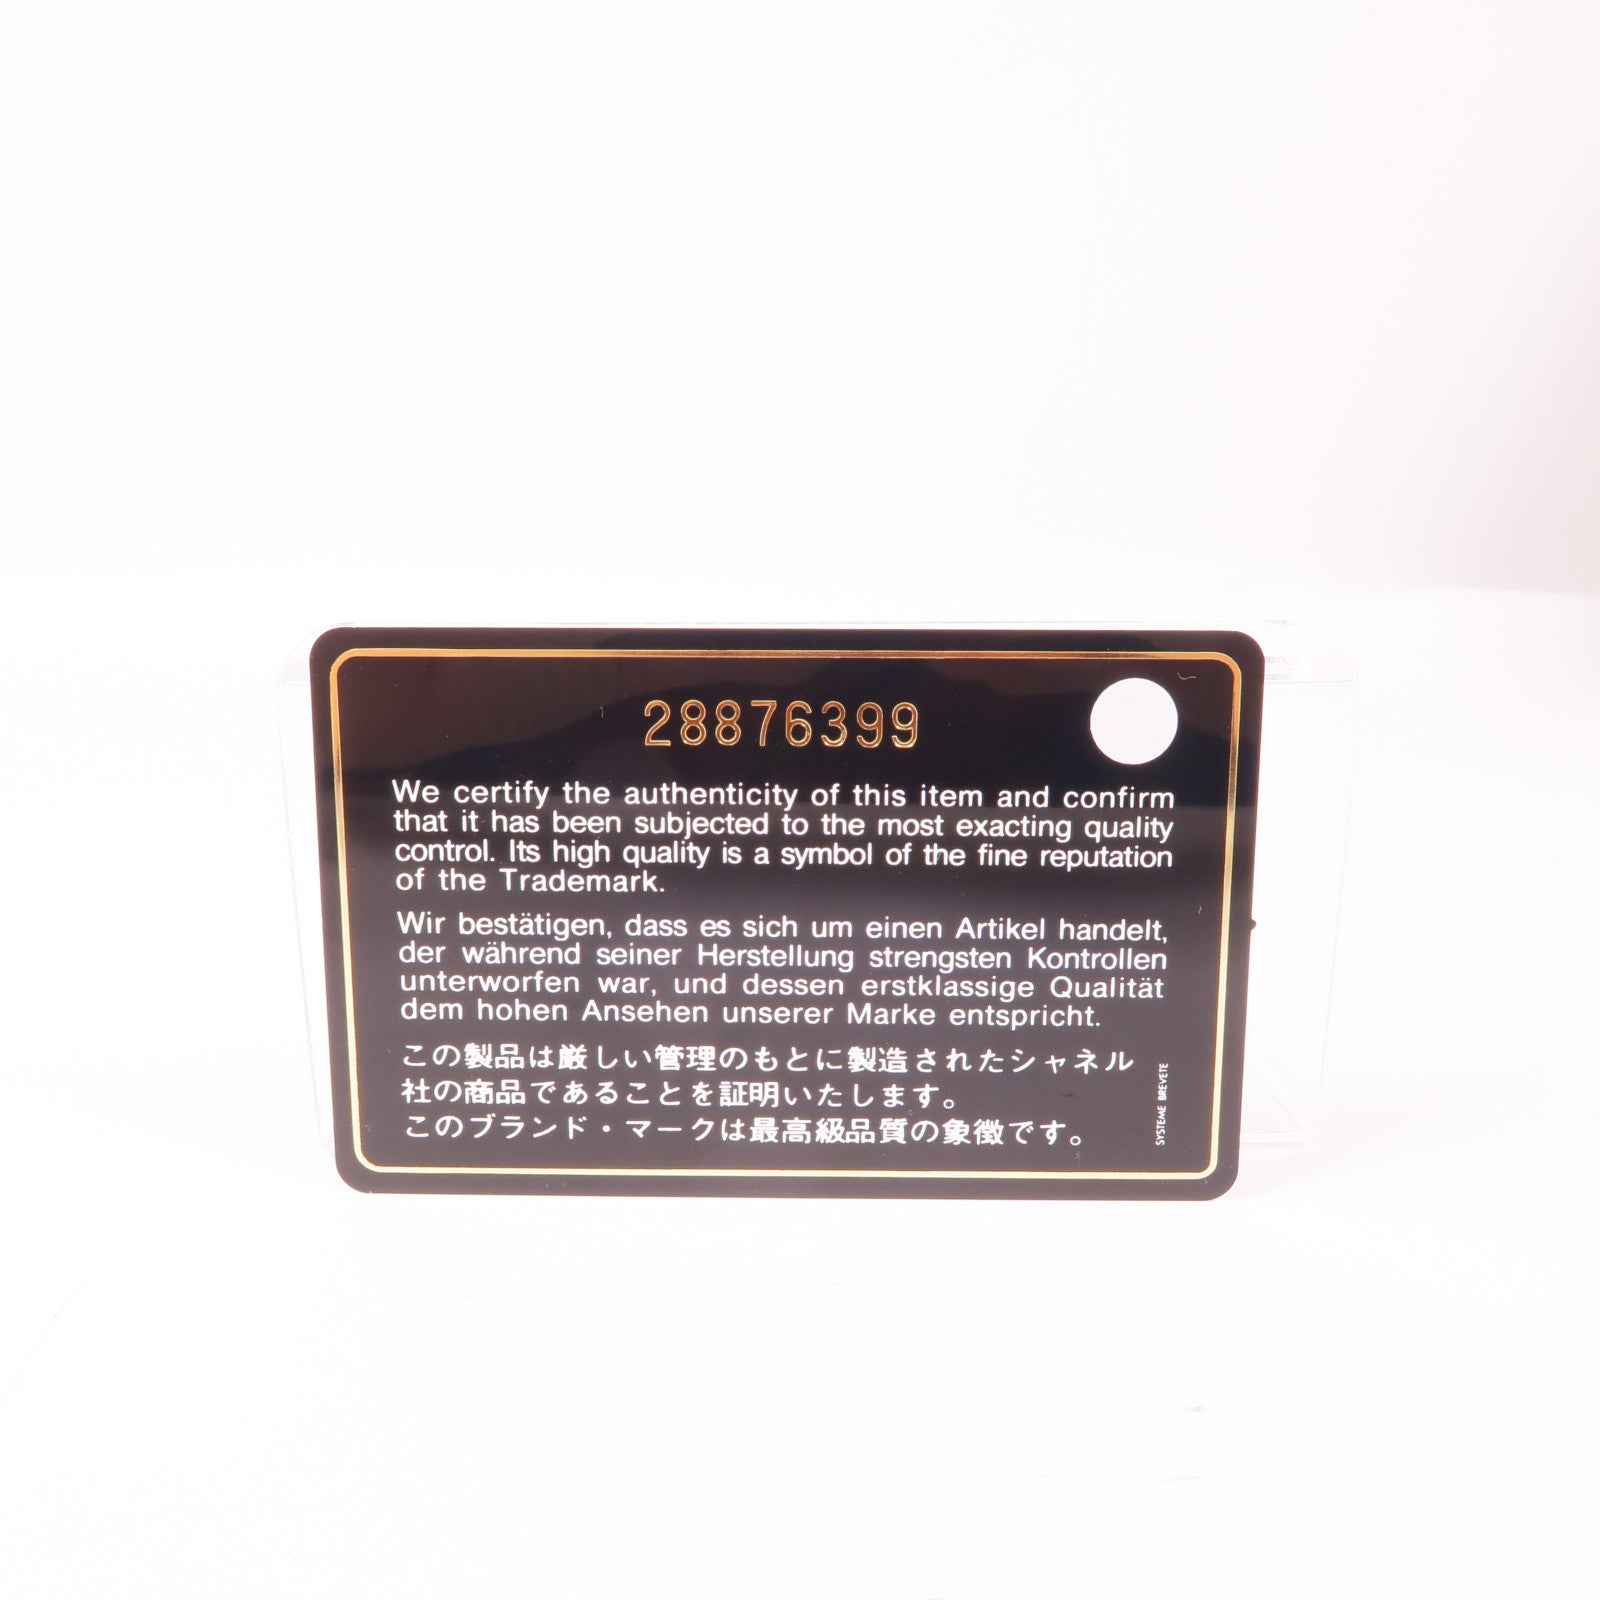 28876399
We certify the authenticity of this item and confirm
that it has been subjected to the most exacting quality
control. Its high quality is a symbol of the fine reputation
of the Trademark.
Wir bestätigen, dass es sich um einen Artikel handelt,
der während seiner Herstellung strengsten Kontrollen
unterworfen war, und dessen erstklassige Qualität
dem hohen Ansehen unserer Marke entspricht.
この製品は厳しい管理のもとに製造されたシャネル
社の商品であることを証明いたします。
このブランド・マークは最高級品質の象徴です。
SYSTEME BREVETE